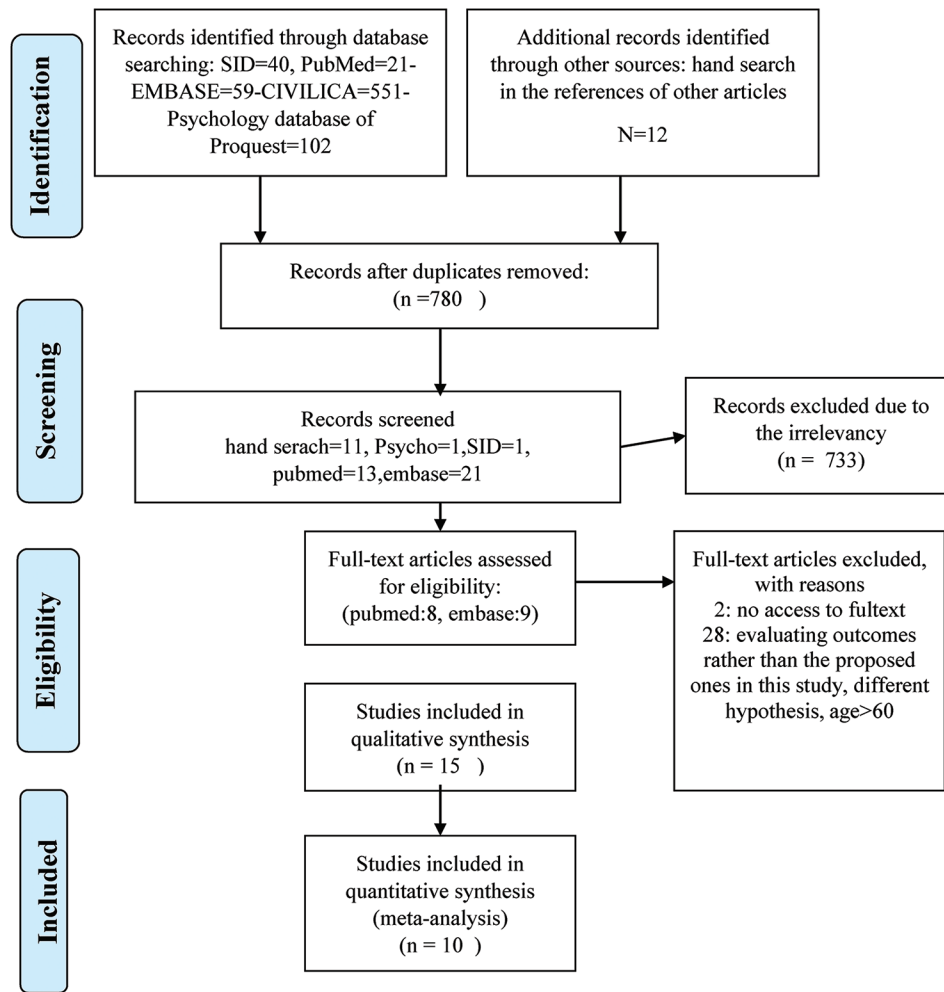 Identification
Records identified through database
searching: SID=40, PubMed=21-
EMBASE=59-CIVILICA=551-
Psychology database of
Proquest=102
Additional records identified
through other sources: hand search
in the references of other articles
N=12
Records after duplicates removed:
(n =780 )
Screening
Records screened
hand serach=11, Psycho=1,SID=1,
pubmed=13,embase=21
Records excluded due to
the irrelevancy
(n = 733)
Eligibility
Full-text articles assessed
for eligibility:
(pubmed:8, embase:9)
Full-text articles excluded,
with reasons
2: no access to fultext
28: evaluating outcomes
rather than the proposed
ones in this study, different
hypothesis, age>60
Studies included in
qualitative synthesis
(n = 15 )
Included
Studies included in
quantitative synthesis
(meta-analysis)
(n = 10 )